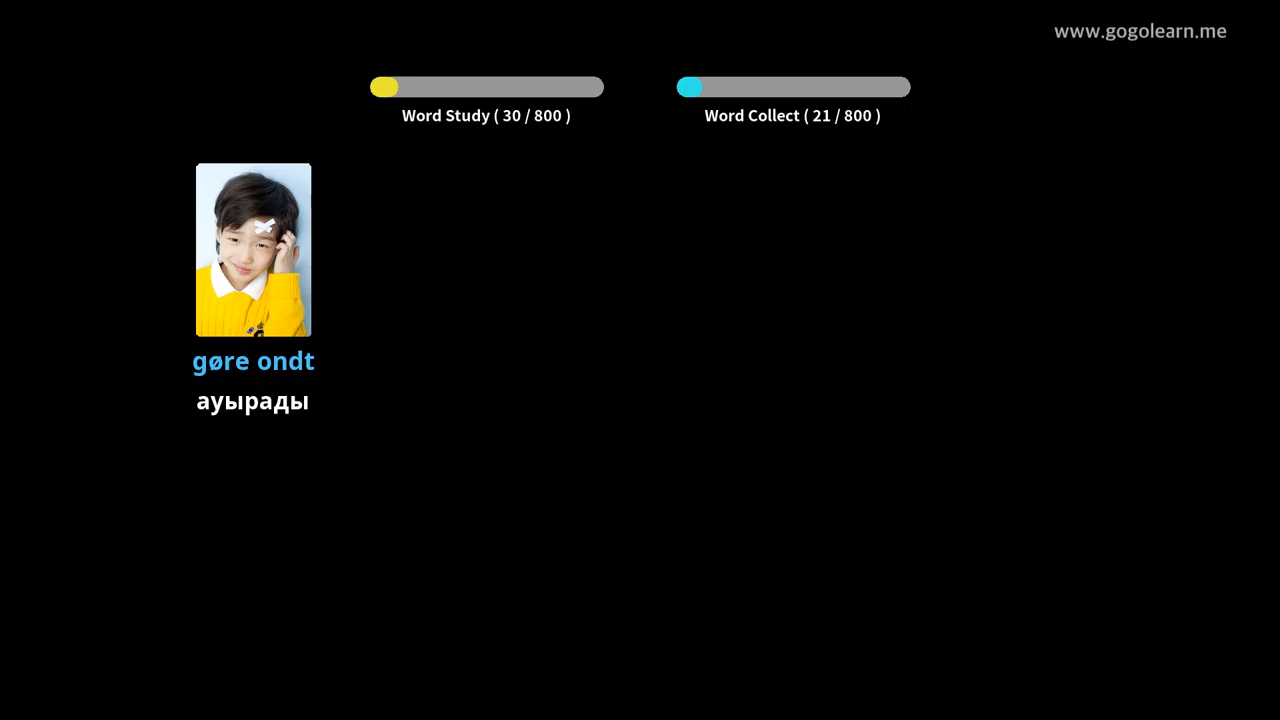 www.gogolearn.me
Word Study ( 30 / 800 )
Word Collect ( 21 / 800 )
gøre ondt
ауырады